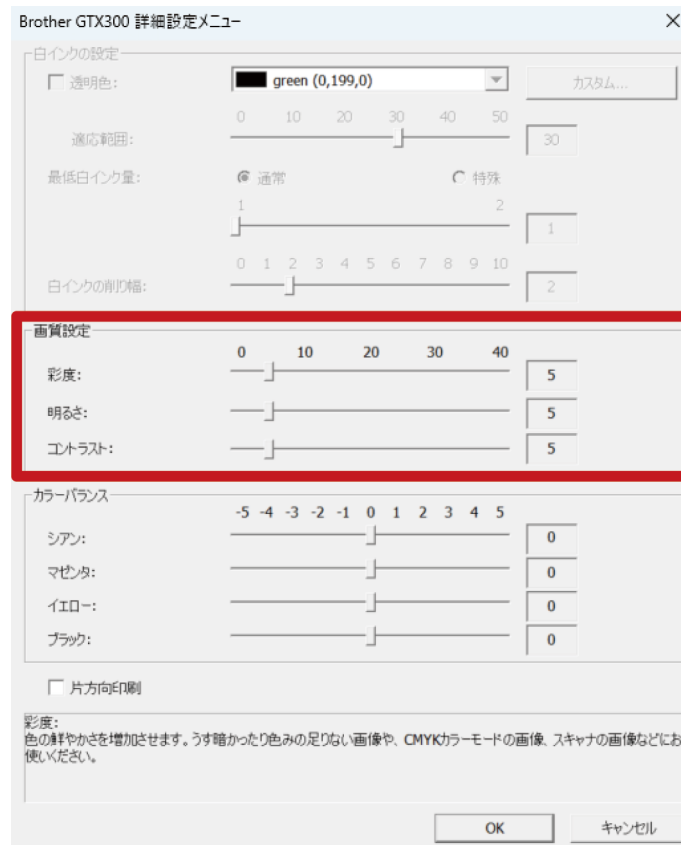 Brother GTX300 詳細設定メニュー
白インクの設定
透明色: green (0,199,0) カスタム...
0 10 20 30 40 50
適応範囲: 30
最低白インク量: 通常 特殊
1 2
1
0 1 2 3 4 5 6 7 8 9 10
白インクの削り幅: 2
画質設定
0 10 20 30 40
彩度: 5
明るさ: 5
コントラスト: 5
カラーバランス
-5 -4 -3 -2 -1 0 1 2 3 4 5
シアン: 0
マゼンタ: 0
イエロー: 0
ブラック: 0
片方向印刷
彩度:
色の鮮やかさを増加させます。うす暗かったり色みの足りない画像や、CMYKカラーモードの画像、スキャナの画像などにお
使いください。
OK キャンセル